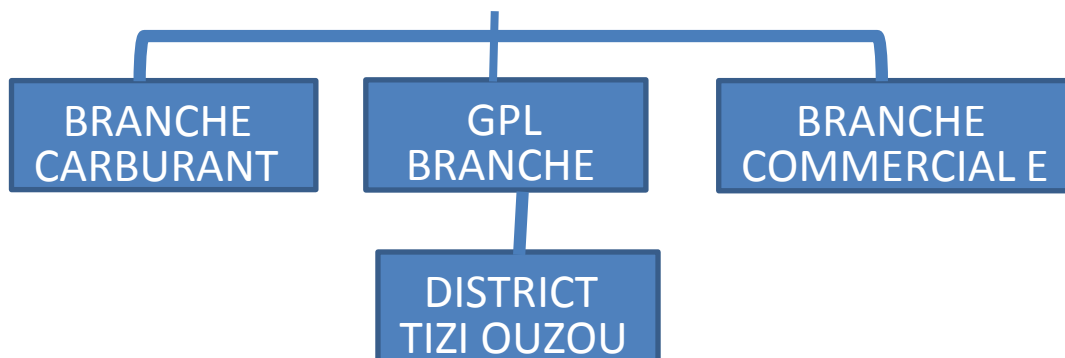 BRANCHE
CARBURANT
GPL
BRANCHE
BRANCHE
COMMERCIAL E
DISTRICT
TIZI OUZOU